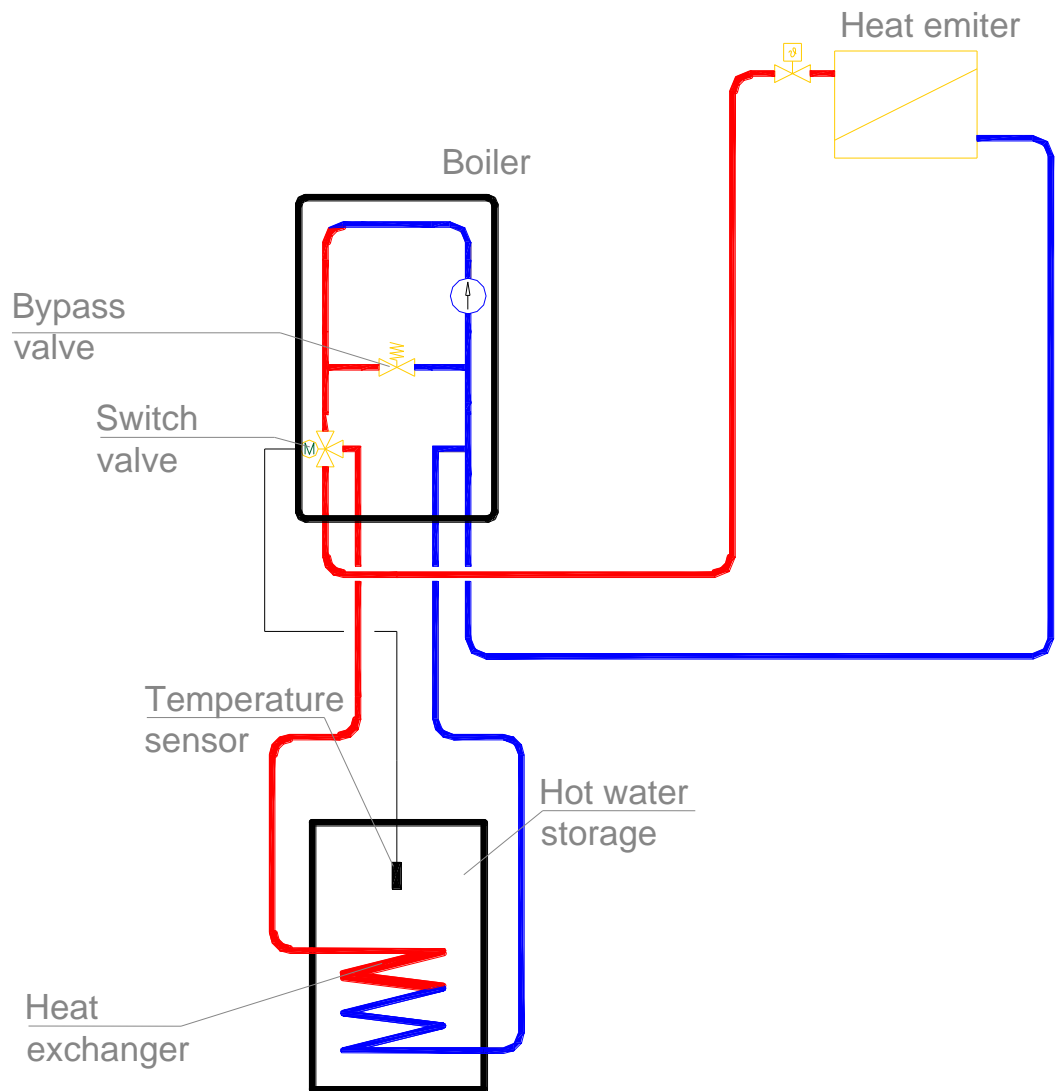 Heat emiter
ϑ
Boiler
Bypass
valve
Switch
valve
M
Temperature
sensor
Hot water
storage
Heat
exchanger